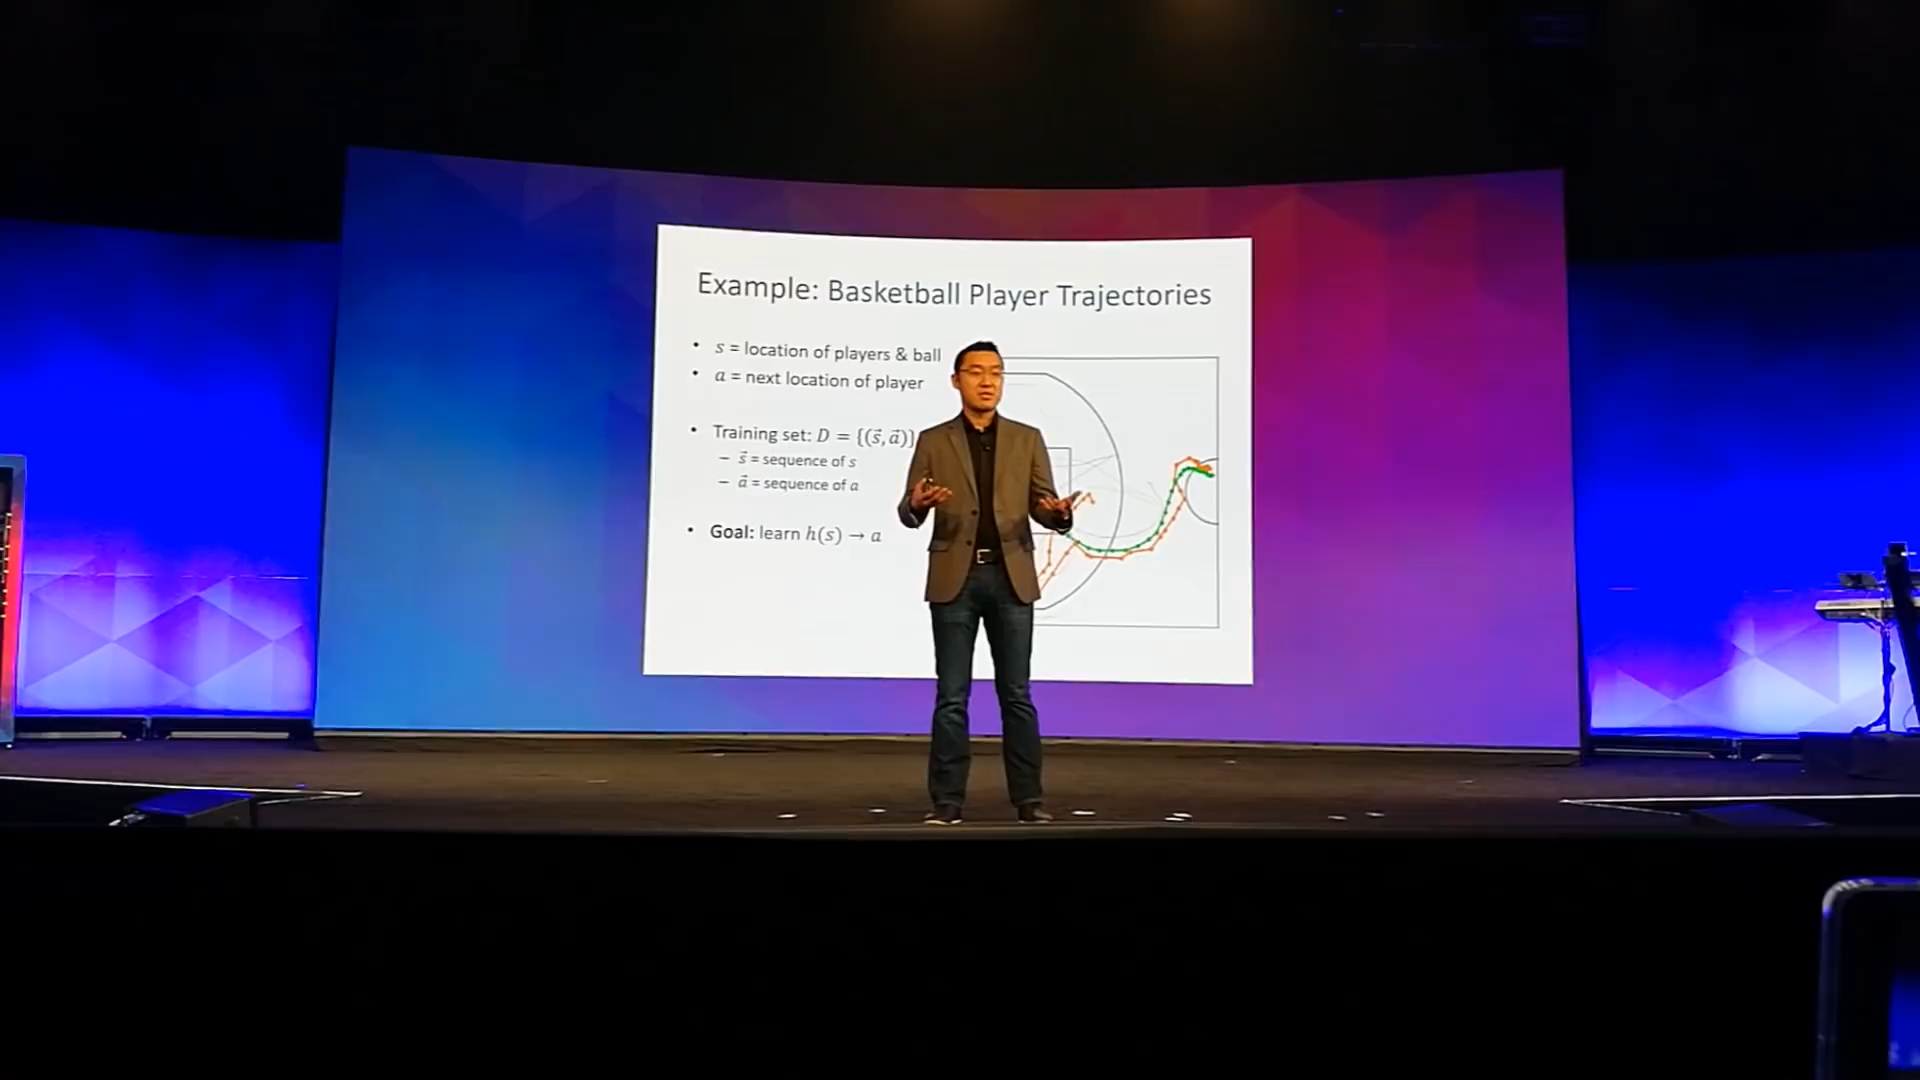 Example: Basketball Player Trajectories
• s = location of players & ball
• a = next location of player
• Training set: D = {(s⃗, a⃗)}
– s⃗ = sequence of s
– a⃗ = sequence of a
• Goal: learn h(s) → a